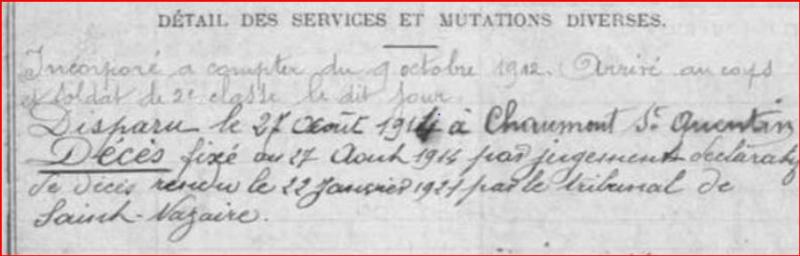 DÉTAIL DES SERVICES ET MUTATIONS DIVERSES.
Incorporé a compter du 9 octobre 1912. Arrivé au corps
et soldat de 2e classe le dit jour
Disparu le 27 Août 1914 à Chaumont St Quentin
Décès fixé au 27 Août 1914 par jugement déclaratif
de décès rendu le 22 Janvier 1921 par le tribunal de
Saint-Nazaire.